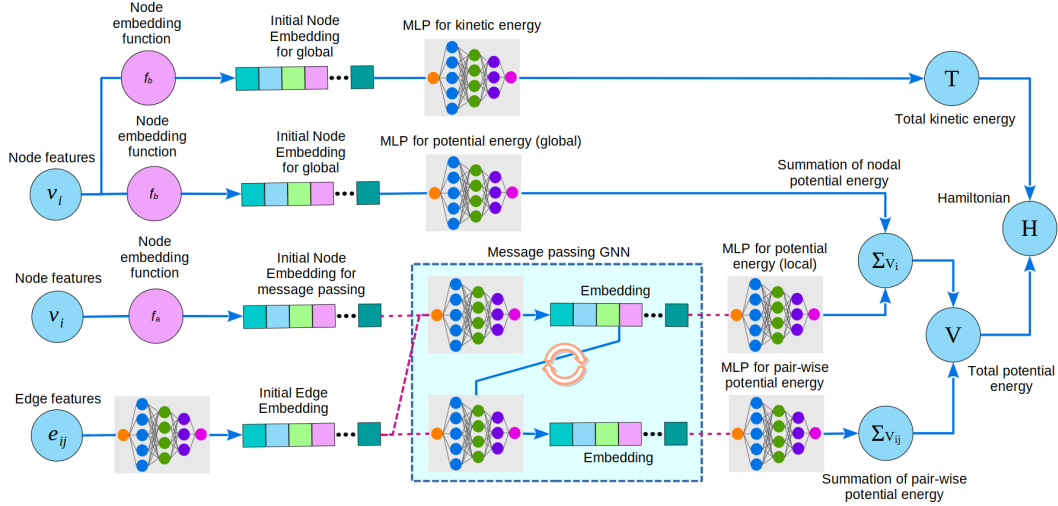 Node
embedding
function
Initial Node
Embedding
for global
MLP for kinetic energy
f_b
T
Total kinetic energy
Node
embedding
function
Initial Node
Embedding
for global
MLP for potential energy (global)
Node features
v_i
f_b
Summation of nodal
potential energy
Hamiltonian
H
Node
embedding
function
Initial Node
Embedding for
message passing
Message passing GNN
MLP for potential
energy (local)
Σv_i
Node features
v_i
f_a
Embedding
V
Total potential
energy
Edge features
e_ij
Initial Edge
Embedding
Embedding
MLP for pair-wise
potential energy
Σv_ij
Summation of pair-wise
potential energy